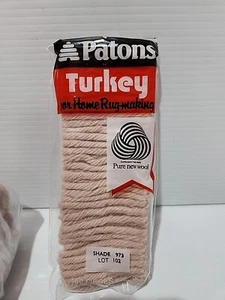 Patons
Turkey
for Home Rug-making
Pure new wool
SHADE 973
LOT 102